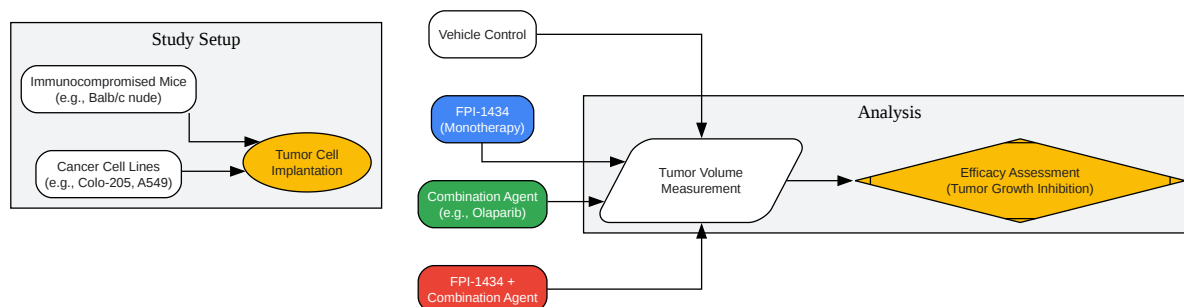 Study Setup
Immunocompromised Mice
(e.g., Balb/c nude)
Cancer Cell Lines
(e.g., Colo-205, A549)
Tumor Cell
Implantation
Vehicle Control
FPI-1434
(Monotherapy)
Combination Agent
(e.g., Olaparib)
FPI-1434 +
Combination Agent
Analysis
Tumor Volume
Measurement
Efficacy Assessment
(Tumor Growth Inhibition)